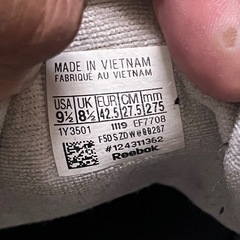 MADE IN VIETNAM
FABRIQUÉ AU VIETNAM
USA UK EUR CM mm
9½ 8½ 42.5 27.5 275
1Y3501 1119 EF7708
#124311362
Reebok